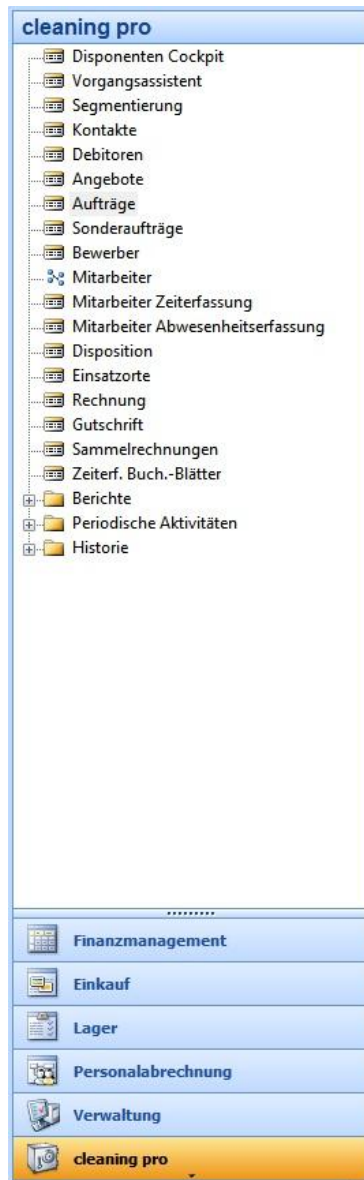 cleaning pro
Disponenten Cockpit
Vorgangsassistent
Segmentierung
Kontakte
Debitoren
Angebote
Aufträge
Sonderaufträge
Bewerber
Mitarbeiter
Mitarbeiter Zeiterfassung
Mitarbeiter Abwesenheitserfassung
Disposition
Einsatzorte
Rechnung
Gutschrift
Sammelrechnungen
Zeiterf. Buch.-Blätter
Berichte
Periodische Aktivitäten
Historie
Finanzmanagement
Einkauf
Lager
Personalabrechnung
Verwaltung
cleaning pro